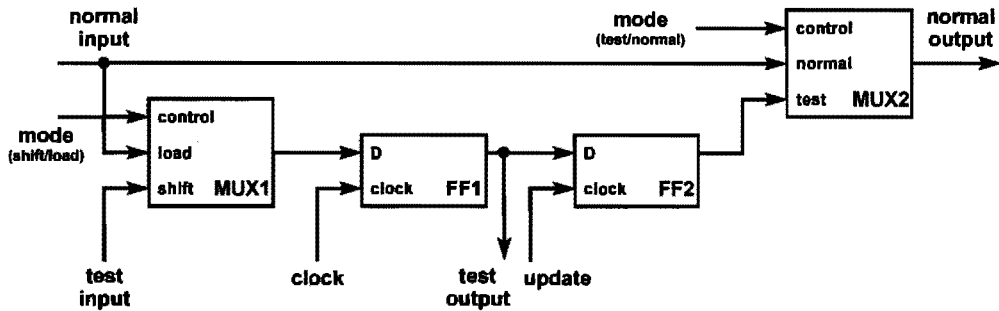 normal
input
mode
(test/normal)
control
normal
test
MUX2
normal
output
mode
(shift/load)
control
load
shift
MUX1
D
clock
FF1
D
clock
FF2
test
input
clock
test
output
update